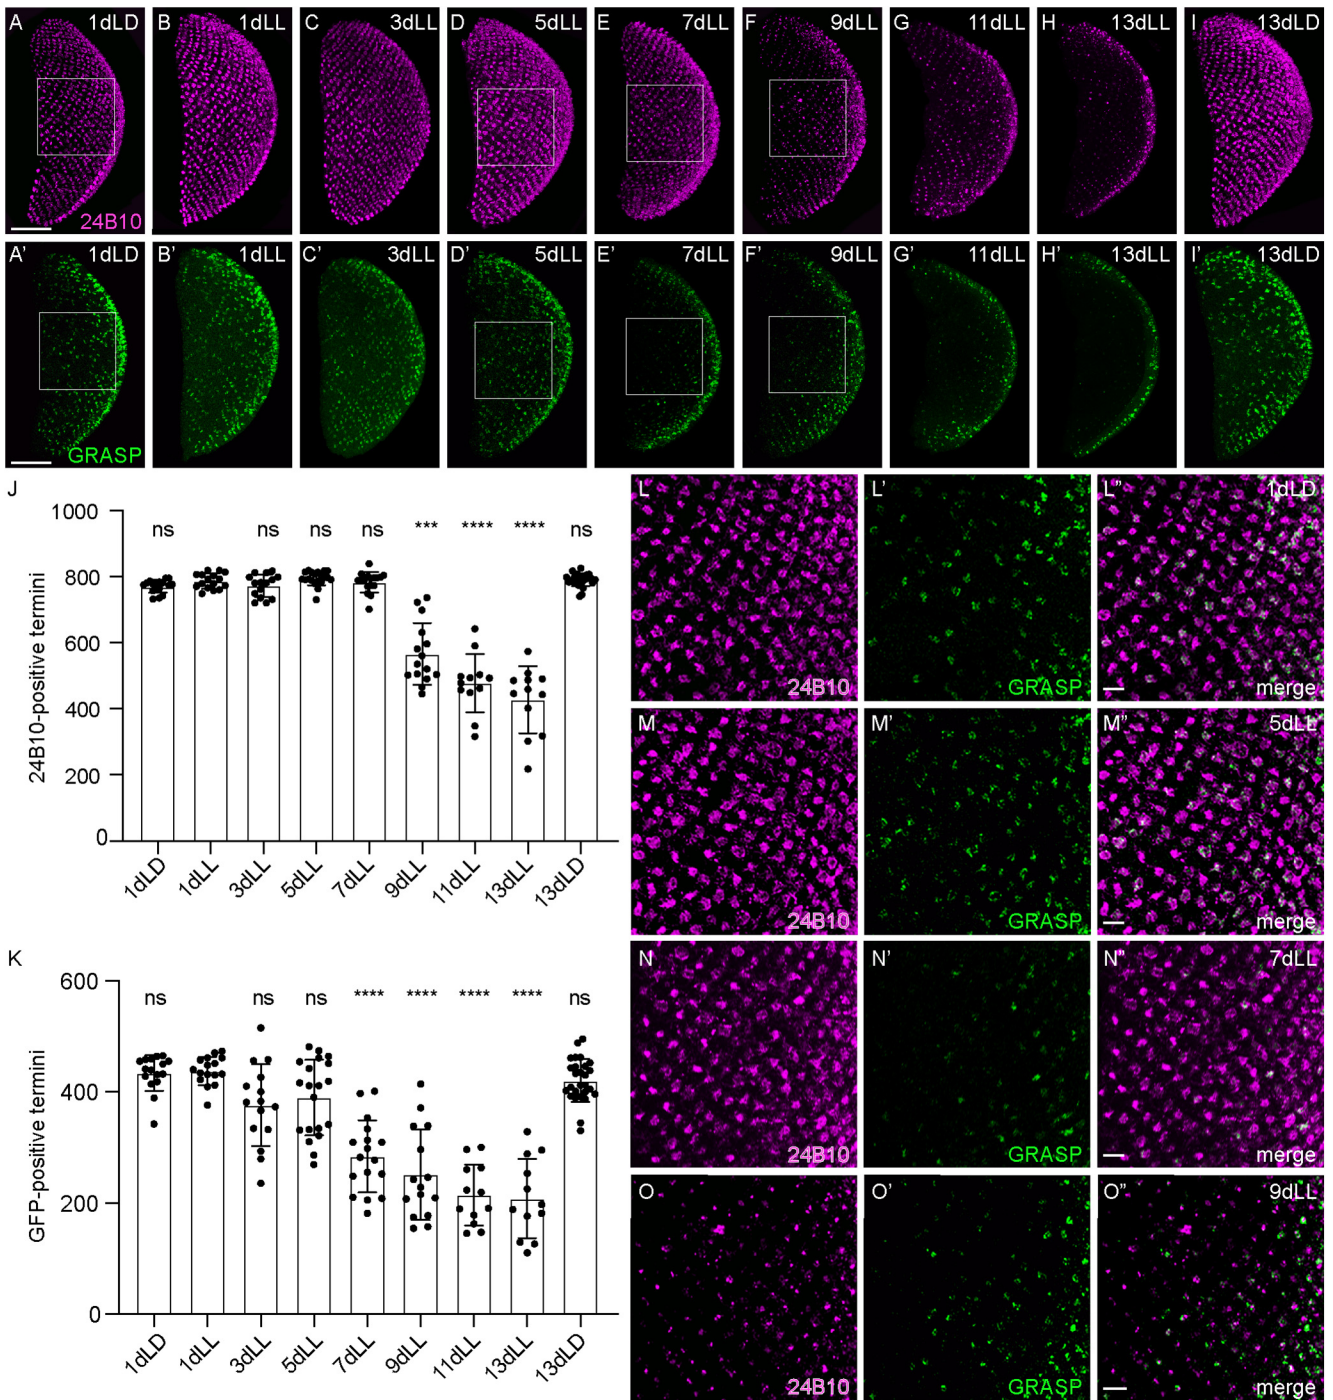 A 1dLD B 1dLL C 3dLL D 5dLL E 7dLL F 9dLL G 11dLL H 13dLL I 13dLD
24B10
A' 1dLD B' 1dLL C' 3dLL D' 5dLL E' 7dLL F' 9dLL G' 11dLL H' 13dLL I' 13dLD
GRASP
J
1000
800
600
400
200
0
24B10-positive termini
ns ns ns ns *** **** **** ns
1dLD 1dLL 3dLL 5dLL 7dLL 9dLL 11dLL 13dLL 13dLD
K
600
400
200
0
GFP-positive termini
ns ns ns **** **** **** **** ns
1dLD 1dLL 3dLL 5dLL 7dLL 9dLL 11dLL 13dLL 13dLD
L L' L" 1dLD
24B10 GRASP merge
M M' M" 5dLL
24B10 GRASP merge
N N' N" 7dLL
24B10 GRASP merge
O O' O" 9dLL
24B10 GRASP merge